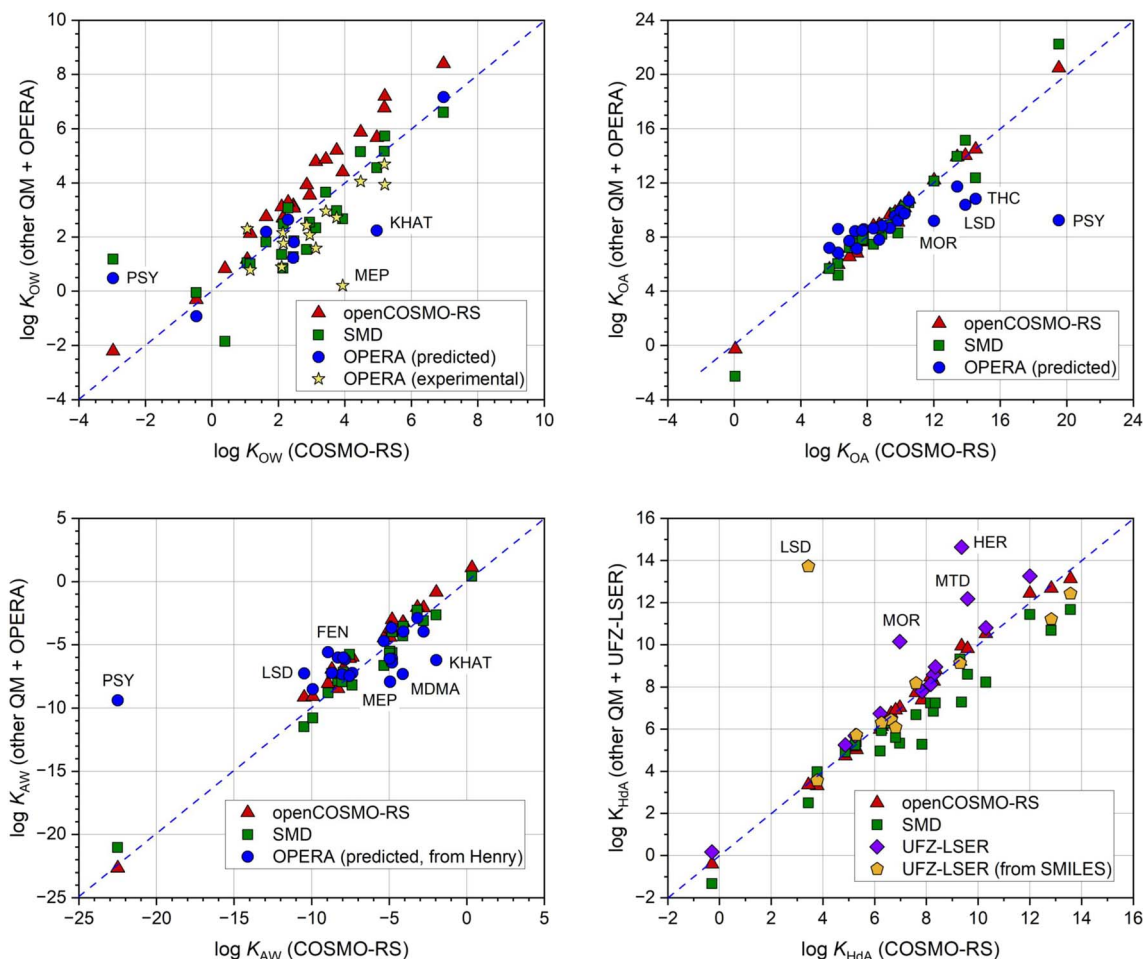 log K_OW (other QM + OPERA)
10
8
6
4
2
0
−2
−4
PSY
KHAT
MEP
openCOSMO-RS
SMD
OPERA (predicted)
OPERA (experimental)
−4 −2 0 2 4 6 8 10
log K_OW (COSMO-RS)
log K_OA (other QM + OPERA)
24
20
16
12
8
4
0
−4
THC
LSD
PSY
MOR
openCOSMO-RS
SMD
OPERA (predicted)
−4 0 4 8 12 16 20 24
log K_OA (COSMO-RS)
log K_AW (other QM + OPERA)
5
0
−5
−10
−15
−20
−25
FEN
LSD
KHAT
PSY
MDMA
MEP
openCOSMO-RS
SMD
OPERA (predicted, from Henry)
−25 −20 −15 −10 −5 0 5
log K_AW (COSMO-RS)
log K_HdA (other QM + UFZ-LSER)
16
14
12
10
8
6
4
2
0
−2
LSD
HER
MTD
MOR
openCOSMO-RS
SMD
UFZ-LSER
UFZ-LSER (from SMILES)
−2 0 2 4 6 8 10 12 14 16
log K_HdA (COSMO-RS)